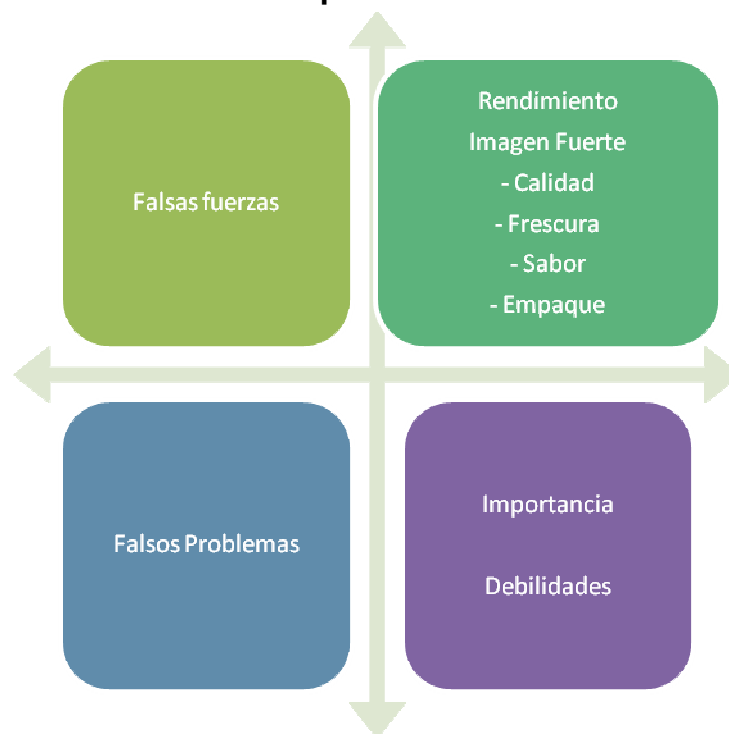 Falsas fuerzas
Rendimiento
Imagen Fuerte
- Calidad
- Frescura
- Sabor
- Empaque
Falsos Problemas
Importancia
Debilidades